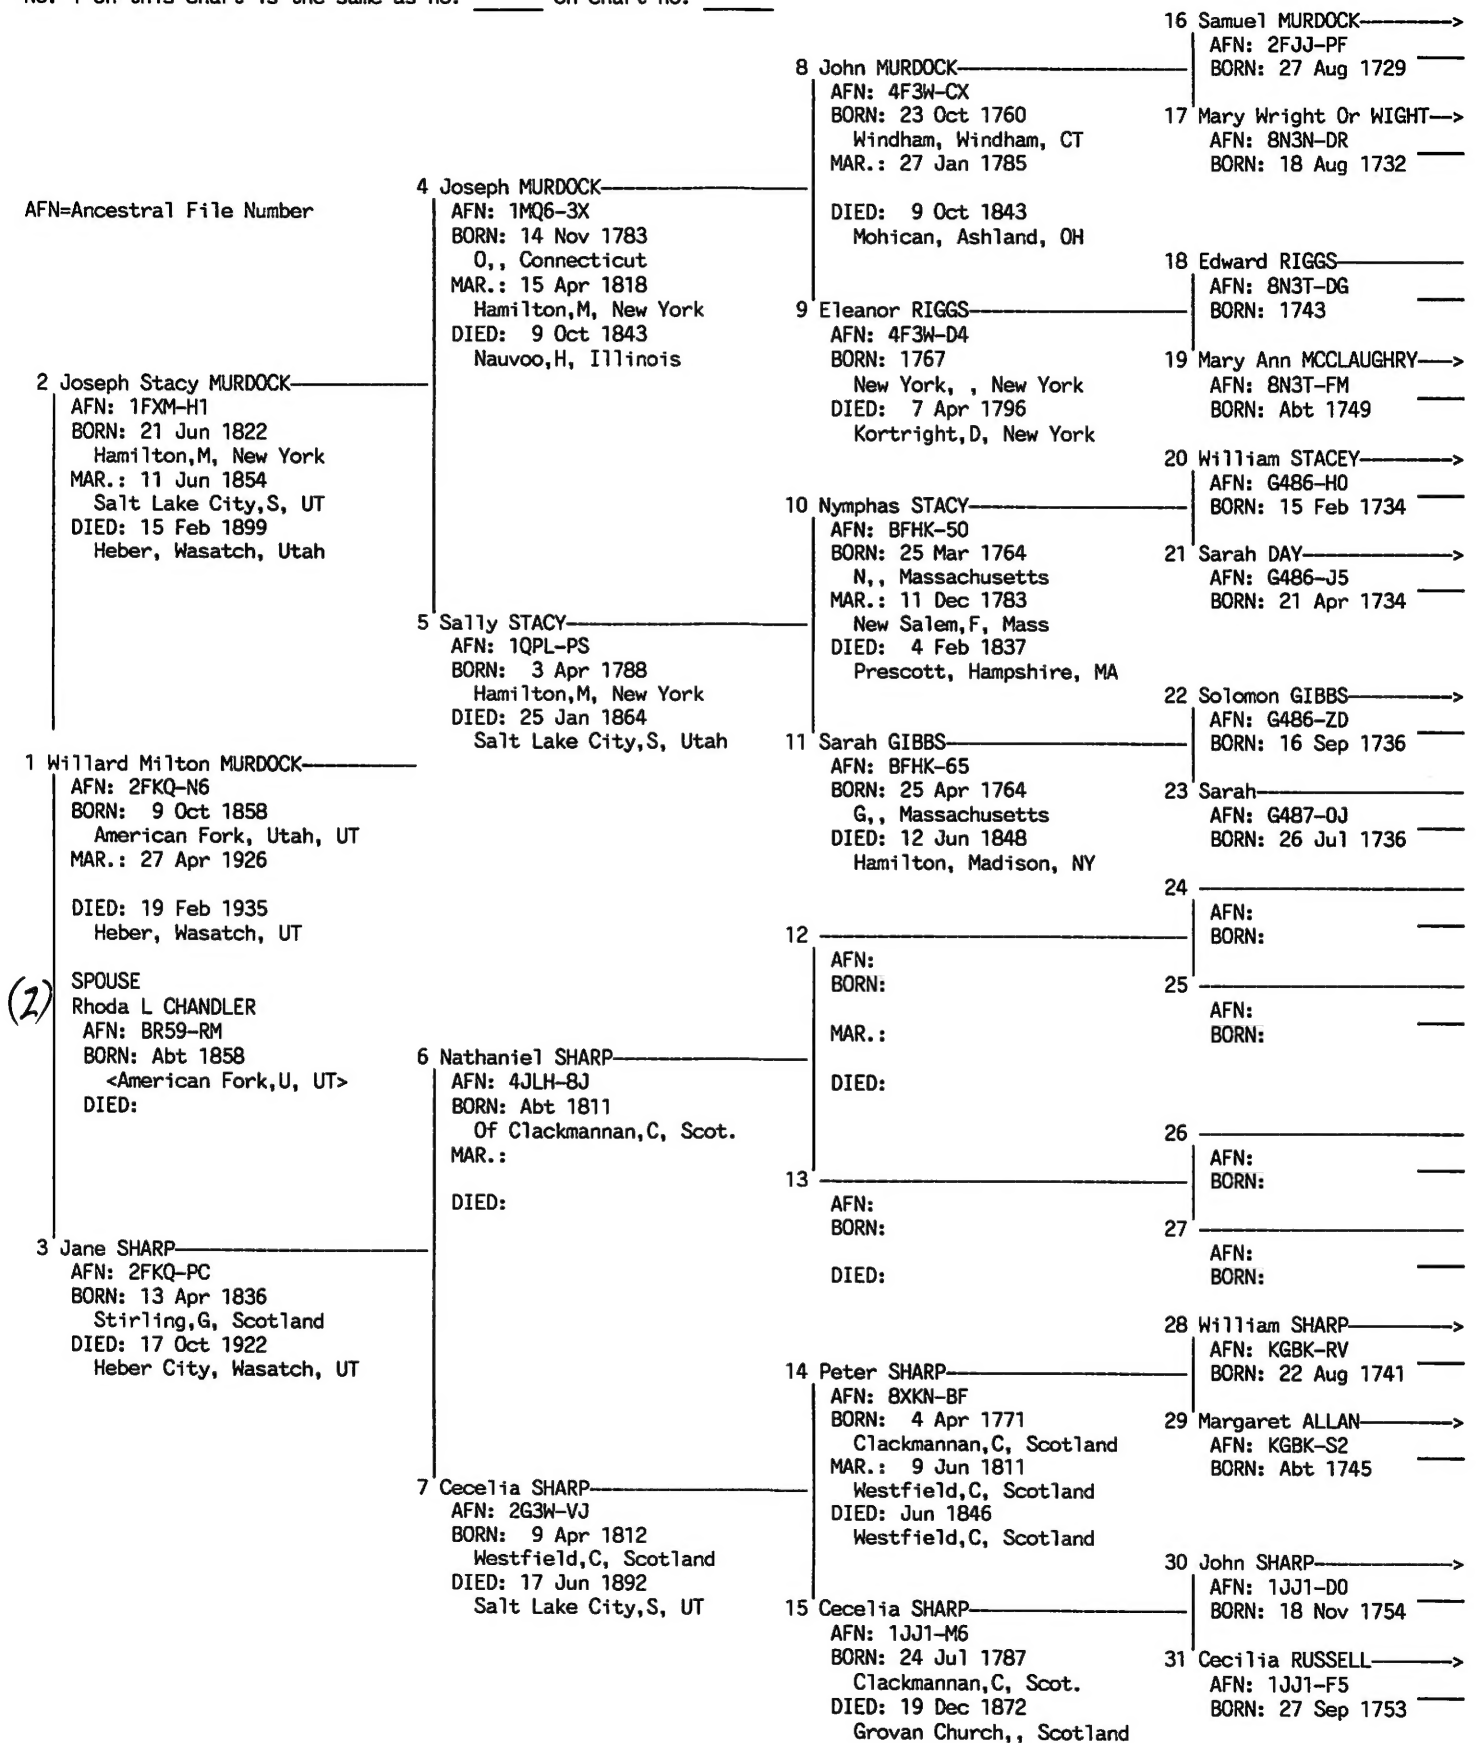 AFN=Ancestral File Number
1 Willard Milton MURDOCK
AFN: 2FKQ-N6
BORN: 9 Oct 1858
American Fork, Utah, UT
MAR.: 27 Apr 1926
DIED: 19 Feb 1935
Heber, Wasatch, UT
(2)
SPOUSE
Rhoda L CHANDLER
AFN: BR59-RM
BORN: Abt 1858
<American Fork,U, UT>
DIED:
2 Joseph Stacy MURDOCK
AFN: 1FXM-H1
BORN: 21 Jun 1822
Hamilton,M, New York
MAR.: 11 Jun 1854
Salt Lake City,S, UT
DIED: 15 Feb 1899
Heber, Wasatch, Utah
3 Jane SHARP
AFN: 2FKQ-PC
BORN: 13 Apr 1836
Stirling,G, Scotland
DIED: 17 Oct 1922
Heber City, Wasatch, UT
4 Joseph MURDOCK
AFN: 1MQ6-3X
BORN: 14 Nov 1783
O,, Connecticut
MAR.: 15 Apr 1818
Hamilton,M, New York
DIED: 9 Oct 1843
Nauvoo,H, Illinois
5 Sally STACY
AFN: 1QPL-PS
BORN: 3 Apr 1788
Hamilton,M, New York
DIED: 25 Jan 1864
Salt Lake City,S, Utah
6 Nathaniel SHARP
AFN: 4JLH-8J
BORN: Abt 1811
Of Clackmannan,C, Scot.
MAR.:
DIED:
7 Cecelia SHARP
AFN: 2G3W-VJ
BORN: 9 Apr 1812
Westfield,C, Scotland
DIED: 17 Jun 1892
Salt Lake City,S, UT
8 John MURDOCK
AFN: 4F3W-CX
BORN: 23 Oct 1760
Windham, Windham, CT
MAR.: 27 Jan 1785
DIED: 9 Oct 1843
Mohican, Ashland, OH
9 Eleanor RIGGS
AFN: 4F3W-D4
BORN: 1767
New York, , New York
DIED: 7 Apr 1796
Kortright,D, New York
10 Nymphas STACY
AFN: BFHK-50
BORN: 25 Mar 1764
N,, Massachusetts
MAR.: 11 Dec 1783
New Salem,F, Mass
DIED: 4 Feb 1837
Prescott, Hampshire, MA
11 Sarah GIBBS
AFN: BFHK-65
BORN: 25 Apr 1764
G,, Massachusetts
DIED: 12 Jun 1848
Hamilton, Madison, NY
12
AFN:
BORN:
MAR.:
DIED:
13
AFN:
BORN:
DIED:
14 Peter SHARP
AFN: 8XKN-BF
BORN: 4 Apr 1771
Clackmannan,C, Scotland
MAR.: 9 Jun 1811
Westfield,C, Scotland
DIED: Jun 1846
Westfield,C, Scotland
15 Cecelia SHARP
AFN: 1JJ1-M6
BORN: 24 Jul 1787
Clackmannan,C, Scot.
DIED: 19 Dec 1872
Grovan Church,, Scotland
16 Samuel MURDOCK
AFN: 2FJJ-PF
BORN: 27 Aug 1729
17 Mary Wright Or WIGHT
AFN: 8N3N-DR
BORN: 18 Aug 1732
18 Edward RIGGS
AFN: 8N3T-DG
BORN: 1743
19 Mary Ann MCCLAUGHRY
AFN: 8N3T-FM
BORN: Abt 1749
20 William STACEY
AFN: G486-H0
BORN: 15 Feb 1734
21 Sarah DAY
AFN: G486-J5
BORN: 21 Apr 1734
22 Solomon GIBBS
AFN: G486-ZD
BORN: 16 Sep 1736
23 Sarah
AFN: G487-0J
BORN: 26 Jul 1736
24
AFN:
BORN:
25
AFN:
BORN:
26
AFN:
BORN:
27
AFN:
BORN:
28 William SHARP
AFN: KGBK-RV
BORN: 22 Aug 1741
29 Margaret ALLAN
AFN: KGBK-S2
BORN: Abt 1745
30 John SHARP
AFN: 1JJ1-D0
BORN: 18 Nov 1754
31 Cecilia RUSSELL
AFN: 1JJ1-F5
BORN: 27 Sep 1753